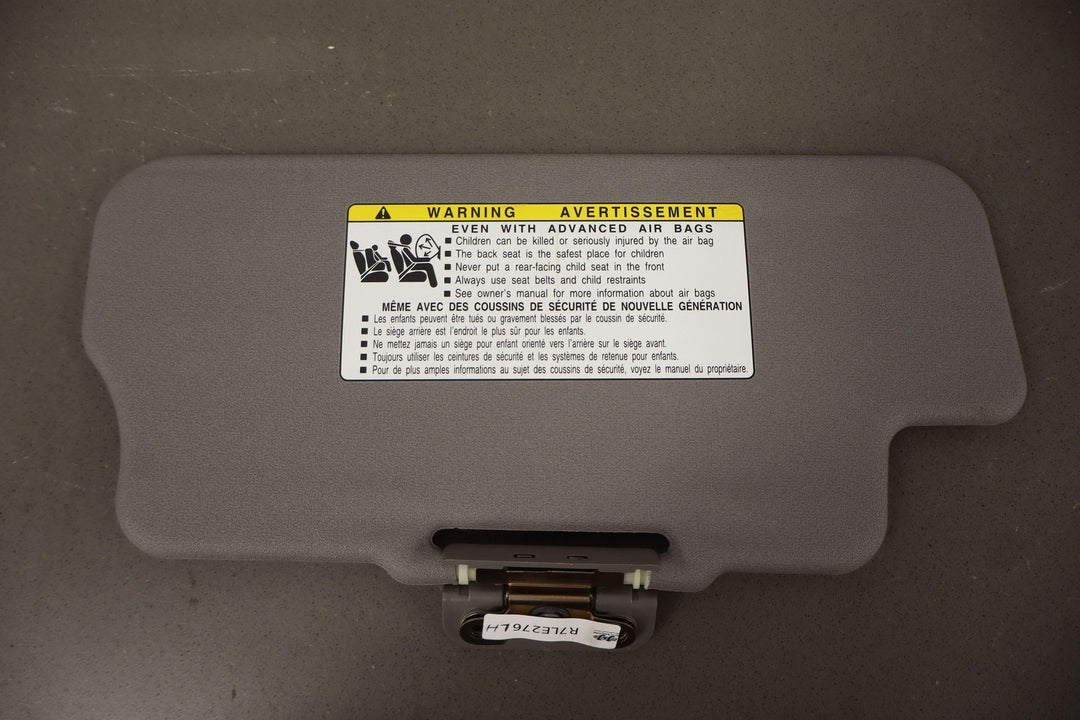 WARNING AVERTISSEMENT
EVEN WITH ADVANCED AIR BAGS
■ Children can be killed or seriously injured by the air bag
■ The back seat is the safest place for children
■ Never put a rear-facing child seat in the front
■ Always use seat belts and child restraints
■ See owner's manual for more information about air bags
MÊME AVEC DES COUSSINS DE SÉCURITÉ DE NOUVELLE GÉNÉRATION
■ Les enfants peuvent être tués ou gravement blessés par le coussin de sécurité.
■ Le siège arrière est l'endroit le plus sûr pour les enfants.
■ Ne mettez jamais un siège pour enfant orienté vers l'arrière sur le siège avant.
■ Toujours utiliser les ceintures de sécurité et les systèmes de retenue pour enfants.
■ Pour de plus amples informations au sujet des coussins de sécurité, voyez le manuel du propriétaire.
R7LE276LH